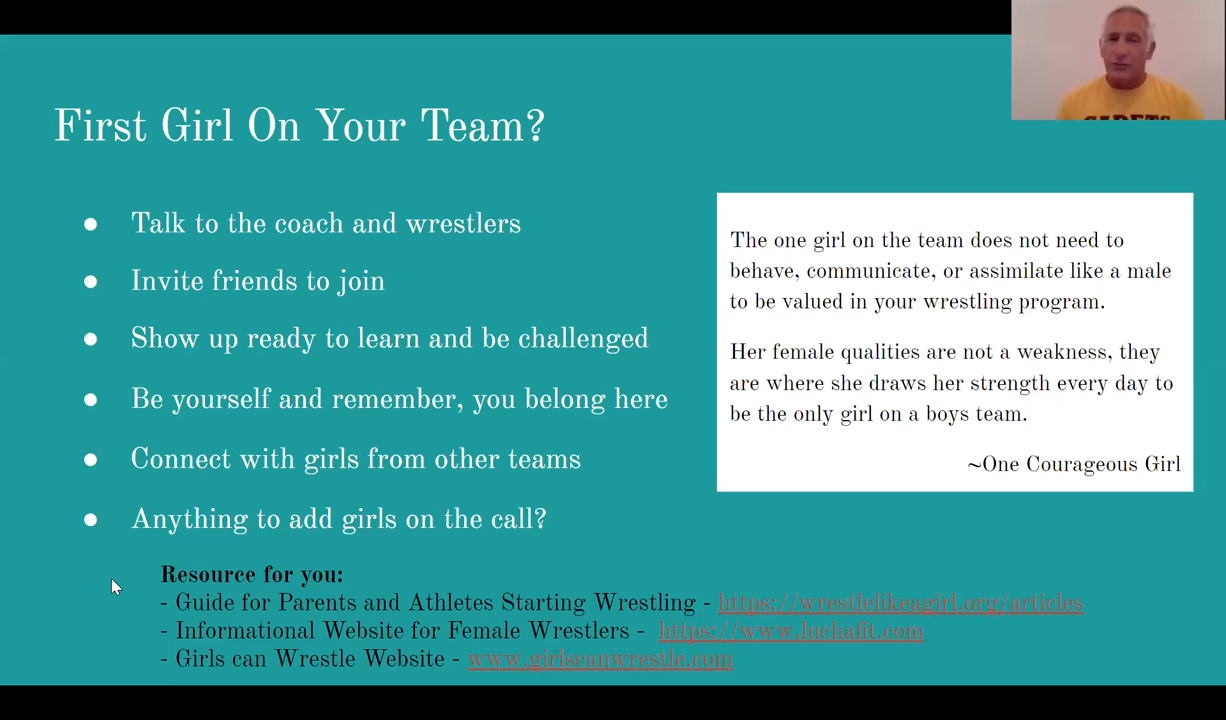 First Girl On Your Team?
● Talk to the coach and wrestlers
● Invite friends to join
● Show up ready to learn and be challenged
● Be yourself and remember, you belong here
● Connect with girls from other teams
● Anything to add girls on the call?
The one girl on the team does not need to
behave, communicate, or assimilate like a male
to be valued in your wrestling program.
Her female qualities are not a weakness, they
are where she draws her strength every day to
be the only girl on a boys team.
~One Courageous Girl
Resource for you:
- Guide for Parents and Athletes Starting Wrestling - https://wrestlelikeagirl.org/articles
- Informational Website for Female Wrestlers - https://www.luchafit.com
- Girls can Wrestle Website - www.girlscanwrestle.com